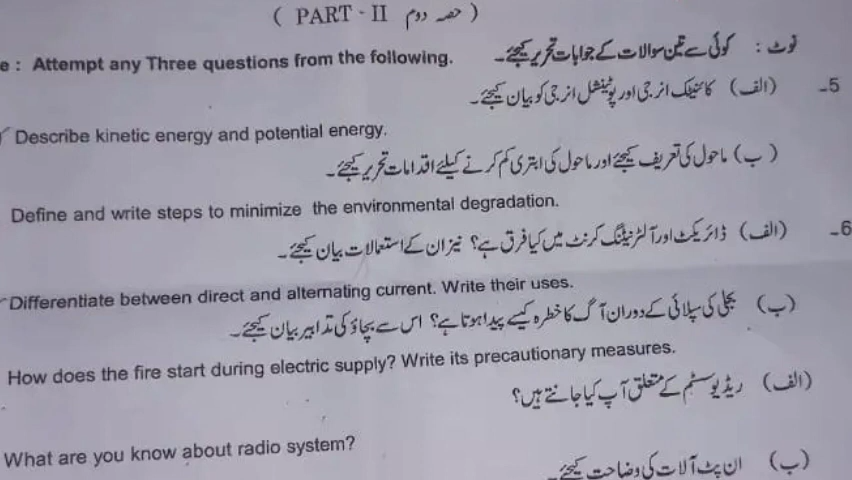 ( PART - II حصہ دوم )
نوٹ : کوئی سے تین سوالات کے جوابات تحریر کیجئے۔
e : Attempt any Three questions from the following.
5۔ (الف) کائنیٹک انرجی اور پوٹینشل انرجی کو بیان کیجئے۔
Describe kinetic energy and potential energy.
(ب) ماحول کی تعریف کیجئے اور ماحول کی ابتری کم کرنے کیلئے اقدامات تحریر کیجئے۔
Define and write steps to minimize the environmental degradation.
6۔ (الف) ڈائریکٹ اور آلٹرنیٹنگ کرنٹ میں کیا فرق ہے؟ نیز ان کے استعمالات بیان کیجئے۔
Differentiate between direct and alternating current. Write their uses.
(ب) بجلی کی سپلائی کے دوران آگ کا خطرہ کیسے پیدا ہوتا ہے؟ اس سے بچاؤ کی تدابیر بیان کیجئے۔
How does the fire start during electric supply? Write its precautionary measures.
(الف) ریڈیو سسٹم کے متعلق آپ کیا جانتے ہیں؟
What are you know about radio system?
(ب) ان پٹ آلات کی وضاحت کیجئے۔